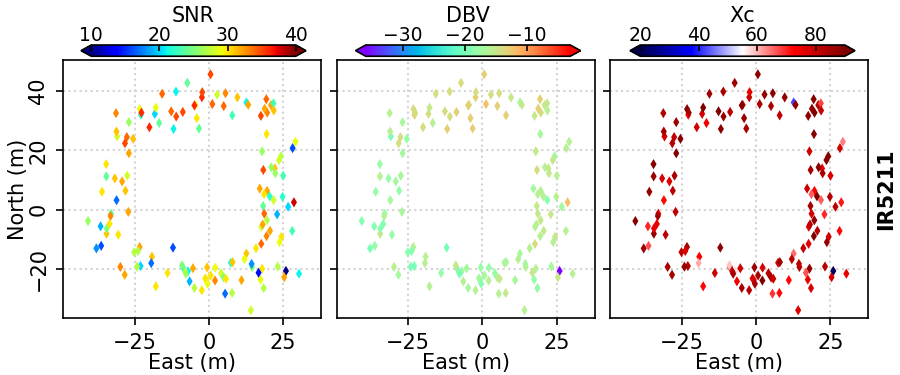 SNR DBV Xc
10 20 30 40 −30 −20 −10 20 40 60 80
40
20
0
−20
North (m)
IR5211
−25 0 25 −25 0 25 −25 0 25
East (m) East (m) East (m)